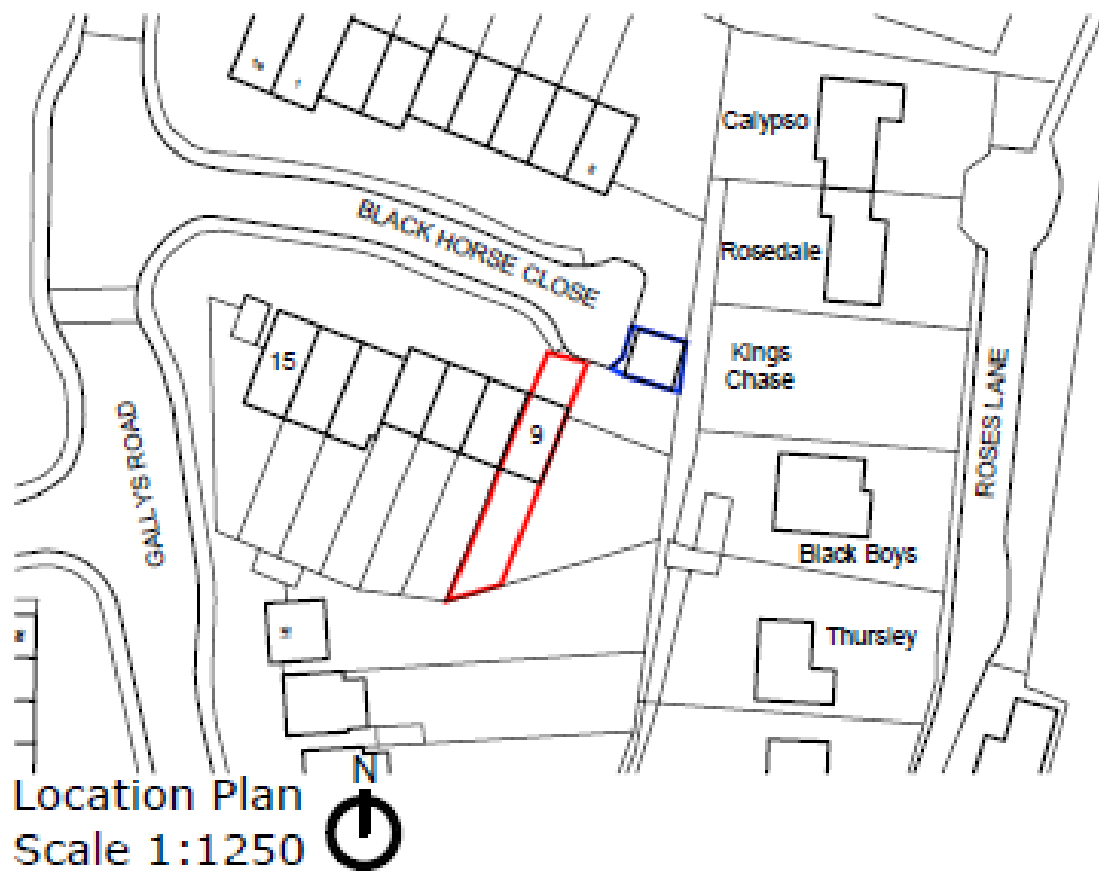 Calypso
BLACK HORSE CLOSE
Rosedale
Kings
Chase
15
9
GALLYS ROAD
ROSES LANE
Black Boys
Thursley
N
Location Plan
Scale 1:1250